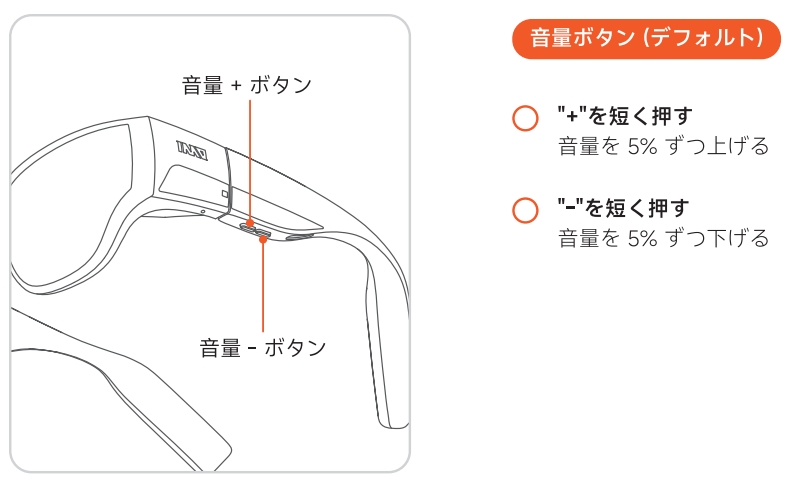 音量 + ボタン
音量 - ボタン
音量ボタン (デフォルト)
"+"を短く押す
音量を 5% ずつ上げる
"-"を短く押す
音量を 5% ずつ下げる